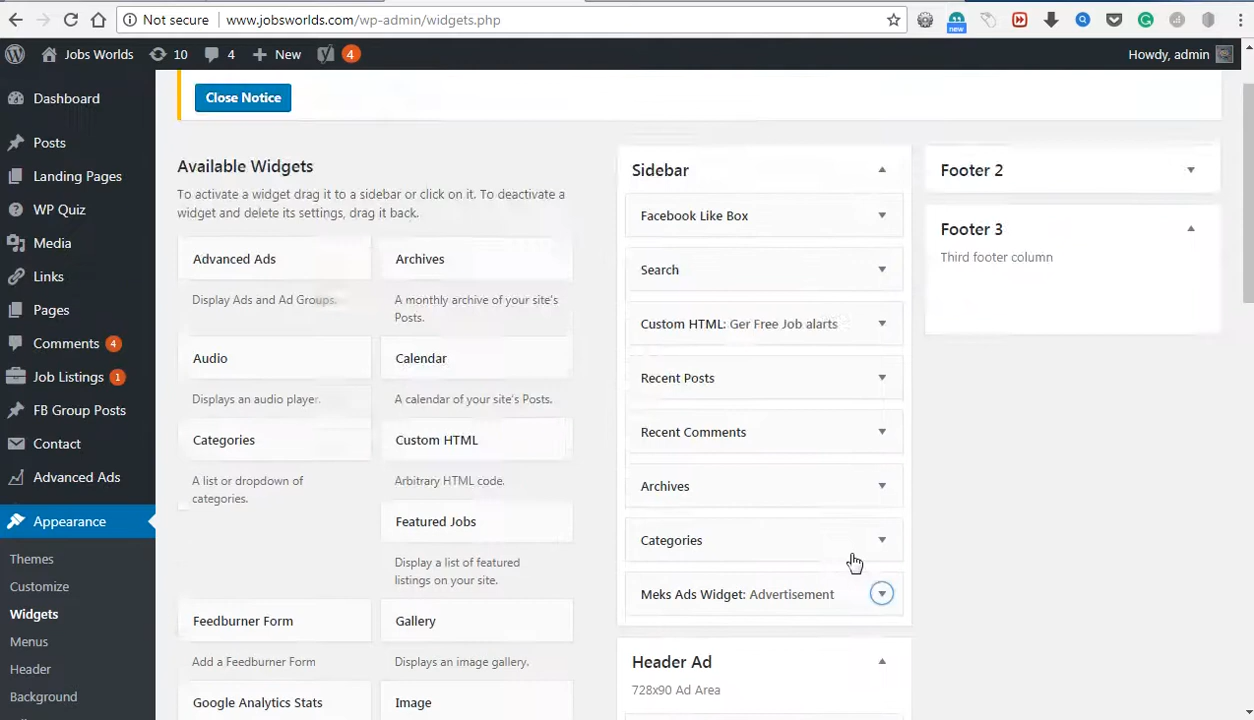 Not secure
www.jobsworlds.com/wp-admin/widgets.php
new
Jobs Worlds
10
4
New
4
Howdy, admin
Dashboard
Posts
Landing Pages
WP Quiz
Media
Links
Pages
Comments 4
Job Listings 1
FB Group Posts
Contact
Advanced Ads
Appearance
Themes
Customize
Widgets
Menus
Header
Background
Close Notice
Available Widgets
To activate a widget drag it to a sidebar or click on it. To deactivate a
widget and delete its settings, drag it back.
Advanced Ads
Display Ads and Ad Groups.
Archives
A monthly archive of your site's
Posts.
Audio
Displays an audio player.
Calendar
A calendar of your site's Posts.
Categories
A list or dropdown of
categories.
Custom HTML
Arbitrary HTML code.
Featured Jobs
Display a list of featured
listings on your site.
Feedburner Form
Add a Feedburner Form
Gallery
Displays an image gallery.
Google Analytics Stats
Image
Sidebar
Facebook Like Box
Search
Custom HTML: Ger Free Job alarts
Recent Posts
Recent Comments
Archives
Categories
Meks Ads Widget: Advertisement
Header Ad
728x90 Ad Area
Footer 2
Footer 3
Third footer column